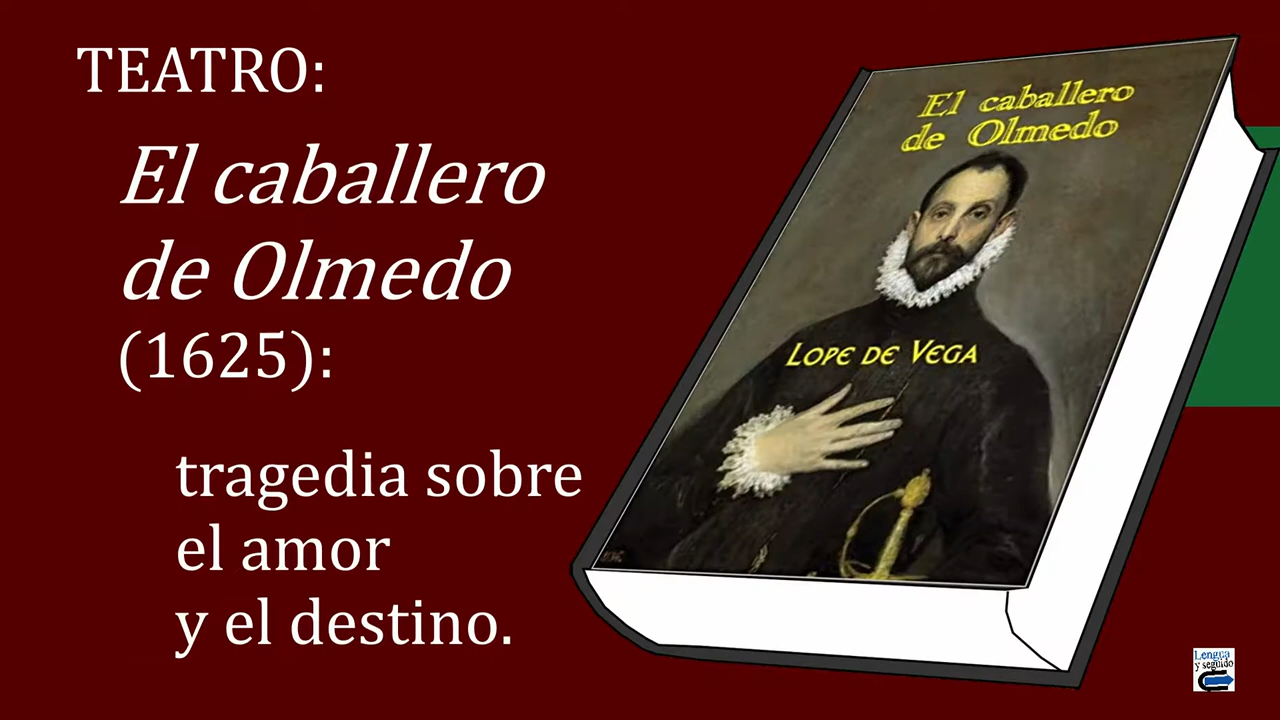 TEATRO:
El caballero
de Olmedo
(1625):
tragedia sobre
el amor
y el destino.
El caballero
de Olmedo
LOPE DE VEGA
Lengua
y seguido